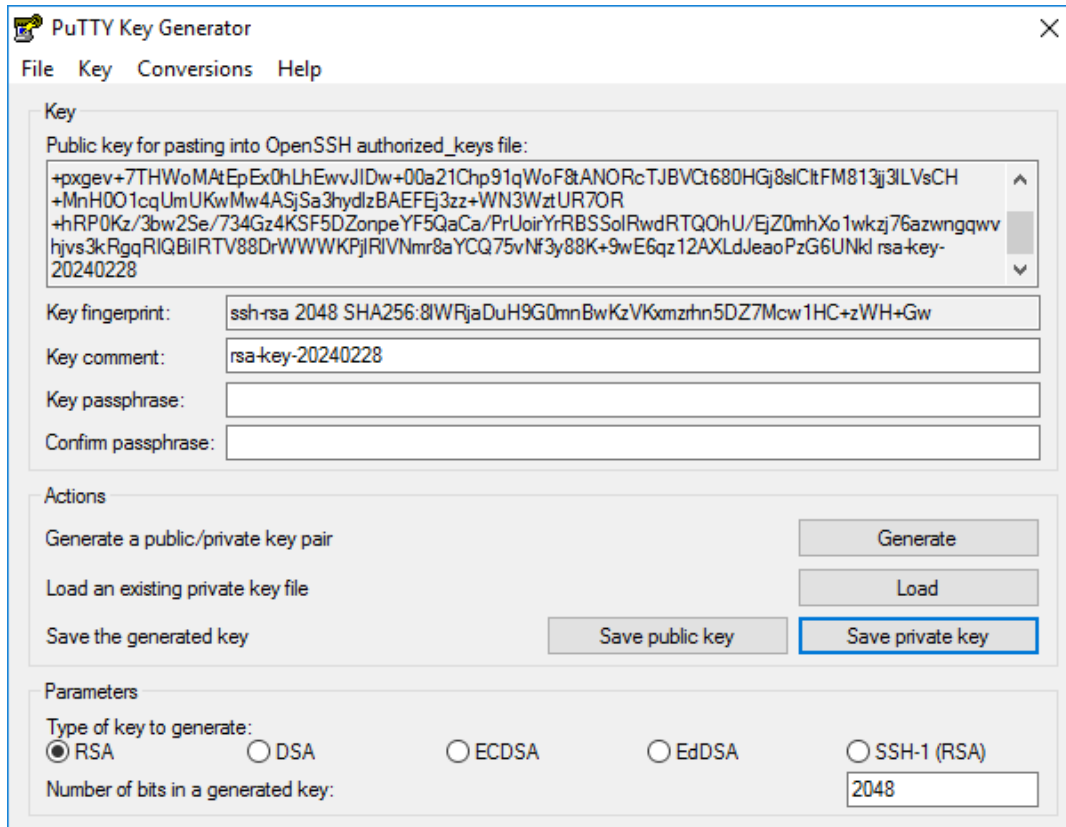 PuTTY Key Generator
File Key Conversions Help
Key
Public key for pasting into OpenSSH authorized_keys file:
+pxgev+7THWoMAtEpEx0hLhEwvJIDw+00a21Chp91qWoF8tANORcTJBVCt680HGj8slCltFM813jj3ILVsCH
+MnH0O1cqUmUKwMw4ASjSa3hydIzBAEFEj3zz+WN3WztUR7OR
+hRP0Kz/3bw2Se/734Gz4KSF5DZonpeYF5QaCa/PrUoirYrRBSSolRwdRTQOhU/EjZ0mhXo1wkzj76azwngqwv
hjvs3kRgqRIQBilRTV88DrWWWKPjlRIVNmr8aYCQ75vNf3y88K+9wE6qz12AXLdJeaoPzG6UNkl rsa-key-
20240228
Key fingerprint: ssh-rsa 2048 SHA256:8lWRjaDuH9G0mnBwKzVKxmzrhn5DZ7Mcw1HC+zWH+Gw
Key comment: rsa-key-20240228
Key passphrase:
Confirm passphrase:
Actions
Generate a public/private key pair Generate
Load an existing private key file Load
Save the generated key Save public key Save private key
Parameters
Type of key to generate:
RSA DSA ECDSA EdDSA SSH-1 (RSA)
Number of bits in a generated key: 2048